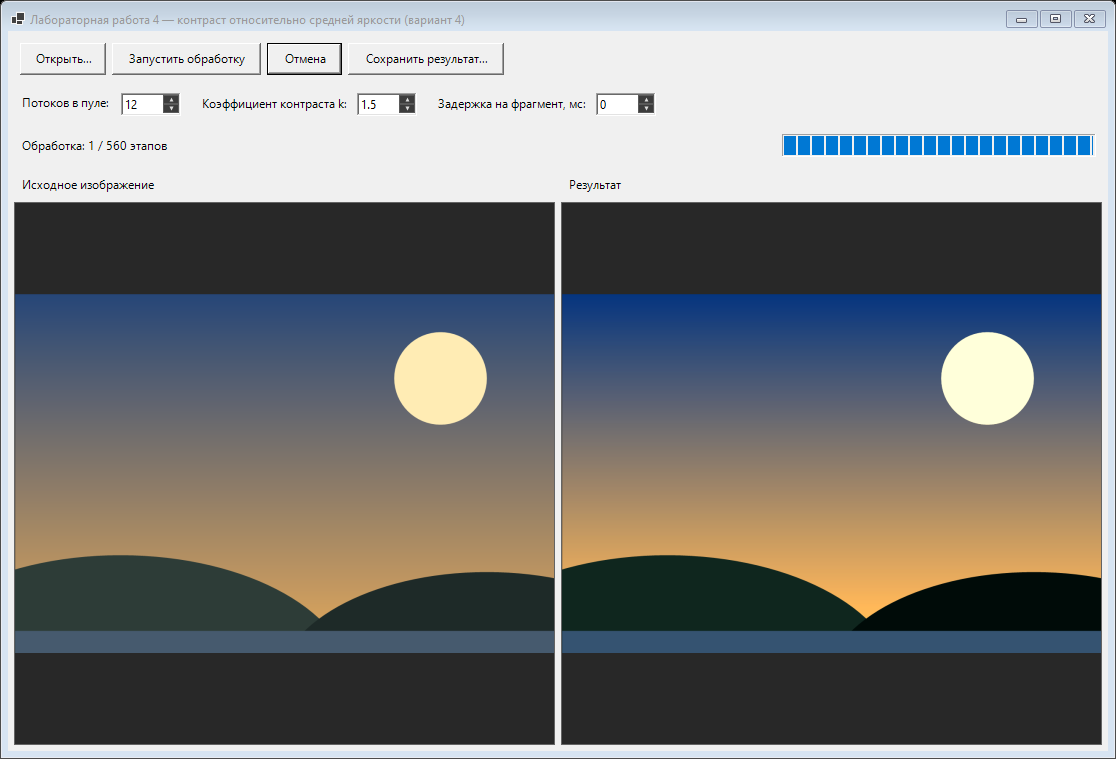 Лабораторная работа 4 — контраст относительно средней яркости (вариант 4)
Открыть... Запустить обработку Отмена Сохранить результат...
Потоков в пуле: 12 Коэффициент контраста k: 1.5 Задержка на фрагмент, мс: 0
Обработка: 1 / 560 этапов
Исходное изображение Результат